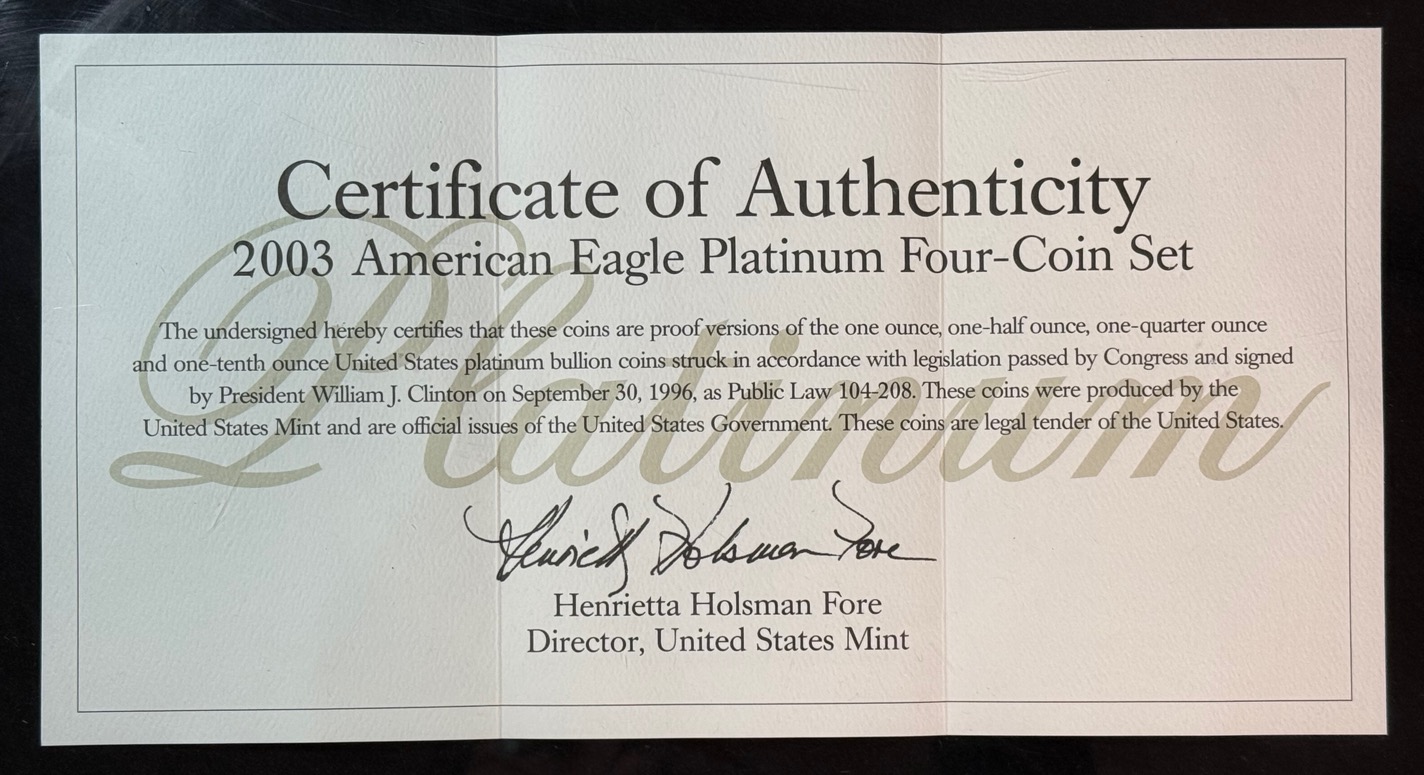 Certificate of Authenticity
2003 American Eagle Platinum Four-Coin Set
Platinum
The undersigned hereby certifies that these coins are proof versions of the one ounce, one-half ounce, one-quarter ounce
and one-tenth ounce United States platinum bullion coins struck in accordance with legislation passed by Congress and signed
by President William J. Clinton on September 30, 1996, as Public Law 104-208. These coins were produced by the
United States Mint and are official issues of the United States Government. These coins are legal tender of the United States.
Henrietta Holsman Fore
Henrietta Holsman Fore
Director, United States Mint